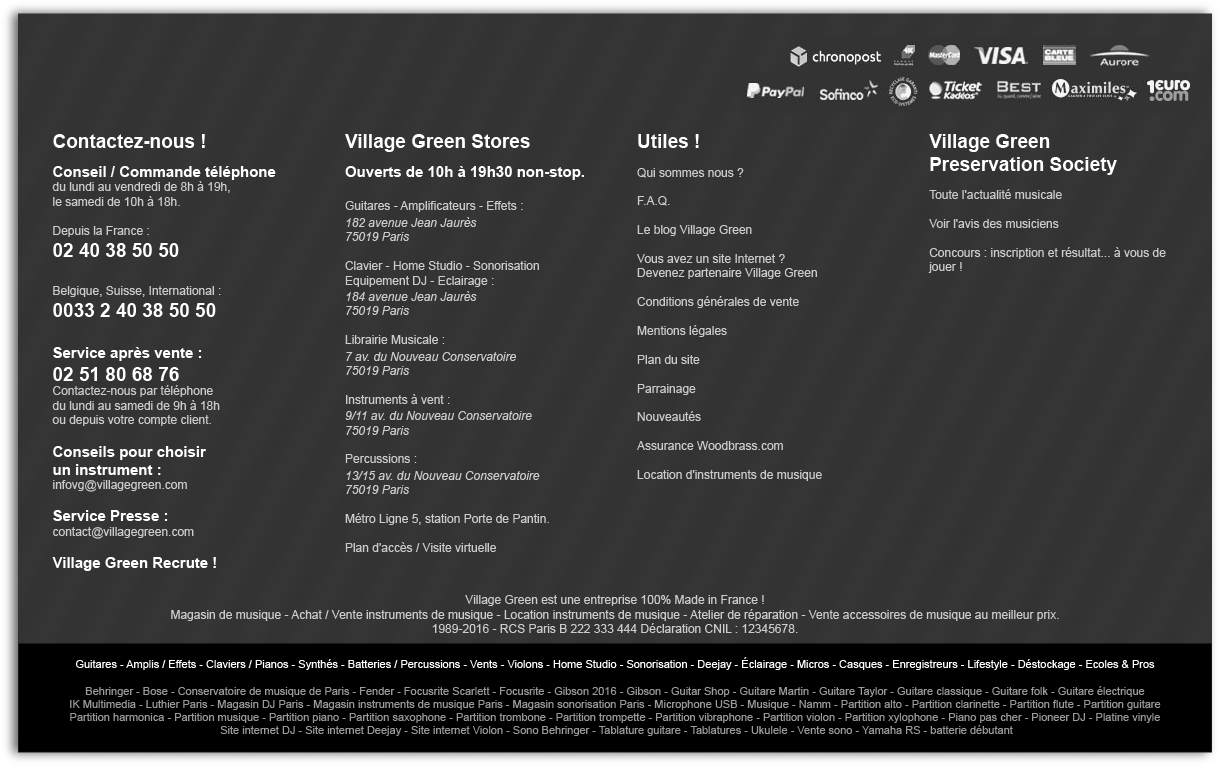 chronopost MasterCard VISA CARTE BLEUE Aurore
PayPal Sofinco Ticket Kadéos BEST Maximiles 1€uro.com
Contactez-nous !
Conseil / Commande téléphone
du lundi au vendredi de 8h à 19h,
le samedi de 10h à 18h.
Depuis la France :
02 40 38 50 50
Belgique, Suisse, International :
0033 2 40 38 50 50
Service après vente :
02 51 80 68 76
Contactez-nous par téléphone
du lundi au samedi de 9h à 18h
ou depuis votre compte client.
Conseils pour choisir
un instrument :
infovg@villagegreen.com
Service Presse :
contact@villagegreen.com
Village Green Recrute !
Village Green Stores
Ouverts de 10h à 19h30 non-stop.
Guitares - Amplificateurs - Effets :
182 avenue Jean Jaurès
75019 Paris
Clavier - Home Studio - Sonorisation
Equipement DJ - Eclairage :
184 avenue Jean Jaurès
75019 Paris
Librairie Musicale :
7 av. du Nouveau Conservatoire
75019 Paris
Instruments à vent :
9/11 av. du Nouveau Conservatoire
75019 Paris
Percussions :
13/15 av. du Nouveau Conservatoire
75019 Paris
Métro Ligne 5, station Porte de Pantin.
Plan d'accès / Visite virtuelle
Utiles !
Qui sommes nous ?
F.A.Q.
Le blog Village Green
Vous avez un site Internet ?
Devenez partenaire Village Green
Conditions générales de vente
Mentions légales
Plan du site
Parrainage
Nouveautés
Assurance Woodbrass.com
Location d'instruments de musique
Village Green
Preservation Society
Toute l'actualité musicale
Voir l'avis des musiciens
Concours : inscription et résultat... à vous de
jouer !
Village Green est une entreprise 100% Made in France !
Magasin de musique - Achat / Vente instruments de musique - Location instruments de musique - Atelier de réparation - Vente accessoires de musique au meilleur prix.
1989-2016 - RCS Paris B 222 333 444 Déclaration CNIL : 12345678.
Guitares - Amplis / Effets - Claviers / Pianos - Synthés - Batteries / Percussions - Vents - Violons - Home Studio - Sonorisation - Deejay - Éclairage - Micros - Casques - Enregistreurs - Lifestyle - Déstockage - Ecoles & Pros
Behringer - Bose - Conservatoire de musique de Paris - Fender - Focusrite Scarlett - Focusrite - Gibson 2016 - Gibson - Guitar Shop - Guitare Martin - Guitare Taylor - Guitare classique - Guitare folk - Guitare électrique
IK Multimedia - Luthier Paris - Magasin DJ Paris - Magasin instruments de musique Paris - Magasin sonorisation Paris - Microphone USB - Musique - Namm - Partition alto - Partition clarinette - Partition flute - Partition guitare
Partition harmonica - Partition musique - Partition piano - Partition saxophone - Partition trombone - Partition trompette - Partition vibraphone - Partition violon - Partition xylophone - Piano pas cher - Pioneer DJ - Platine vinyle
Site internet DJ - Site internet Deejay - Site internet Violon - Sono Behringer - Tablature guitare - Tablatures - Ukulele - Vente sono - Yamaha RS - batterie débutant